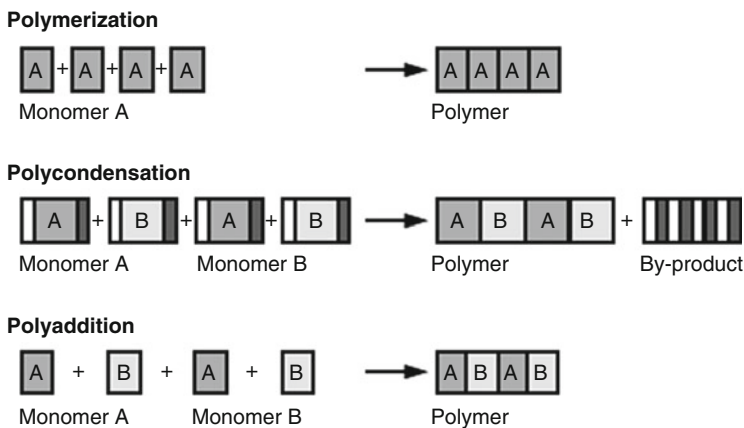 Polymerization
A + A + A + A A A A A
Monomer A Polymer
Polycondensation
A + B + A + B A B A B +
Monomer A Monomer B Polymer By-product
Polyaddition
A + B + A + B A B A B
Monomer A Monomer B Polymer